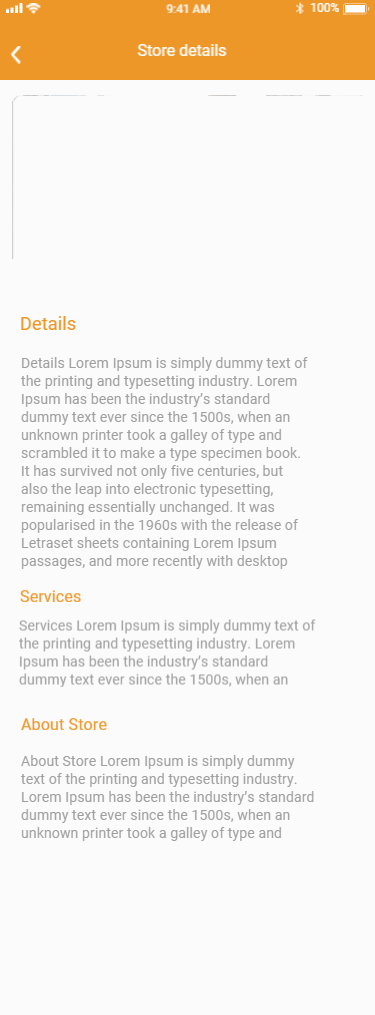 9:41 AM
100%
Store details
Details
Details Lorem Ipsum is simply dummy text of
the printing and typesetting industry. Lorem
Ipsum has been the industry's standard
dummy text ever since the 1500s, when an
unknown printer took a galley of type and
scrambled it to make a type specimen book.
It has survived not only five centuries, but
also the leap into electronic typesetting,
remaining essentially unchanged. It was
popularised in the 1960s with the release of
Letraset sheets containing Lorem Ipsum
passages, and more recently with desktop
Services
Services Lorem Ipsum is simply dummy text of
the printing and typesetting industry. Lorem
Ipsum has been the industry's standard
dummy text ever since the 1500s, when an
About Store
About Store Lorem Ipsum is simply dummy
text of the printing and typesetting industry.
Lorem Ipsum has been the industry's standard
dummy text ever since the 1500s, when an
unknown printer took a galley of type and